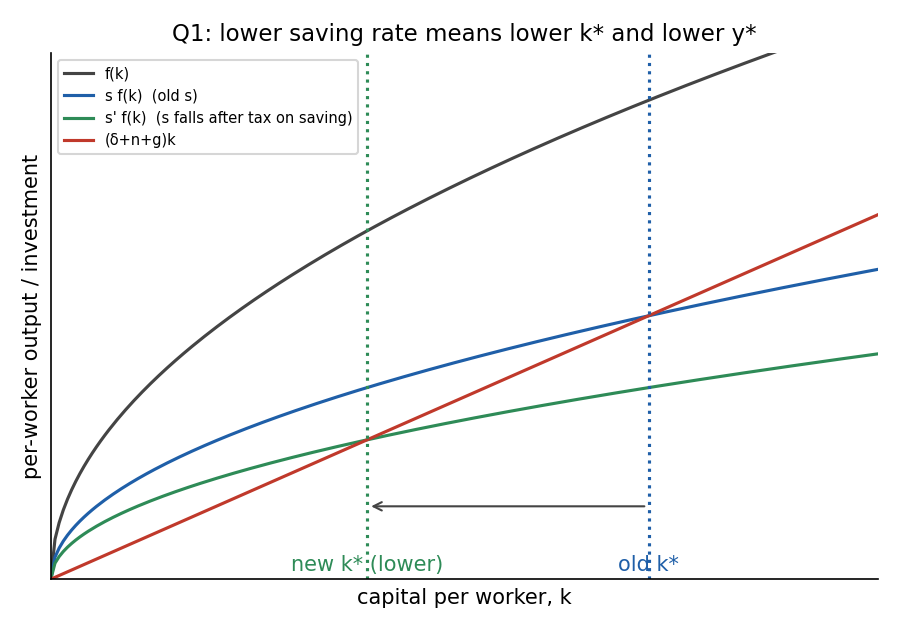 Q1: lower saving rate means lower k* and lower y*
f(k)
s f(k)  (old s)
s' f(k)  (s falls after tax on saving)
(δ+n+g)k
per-worker output / investment
new k* (lower)
old k*
capital per worker, k